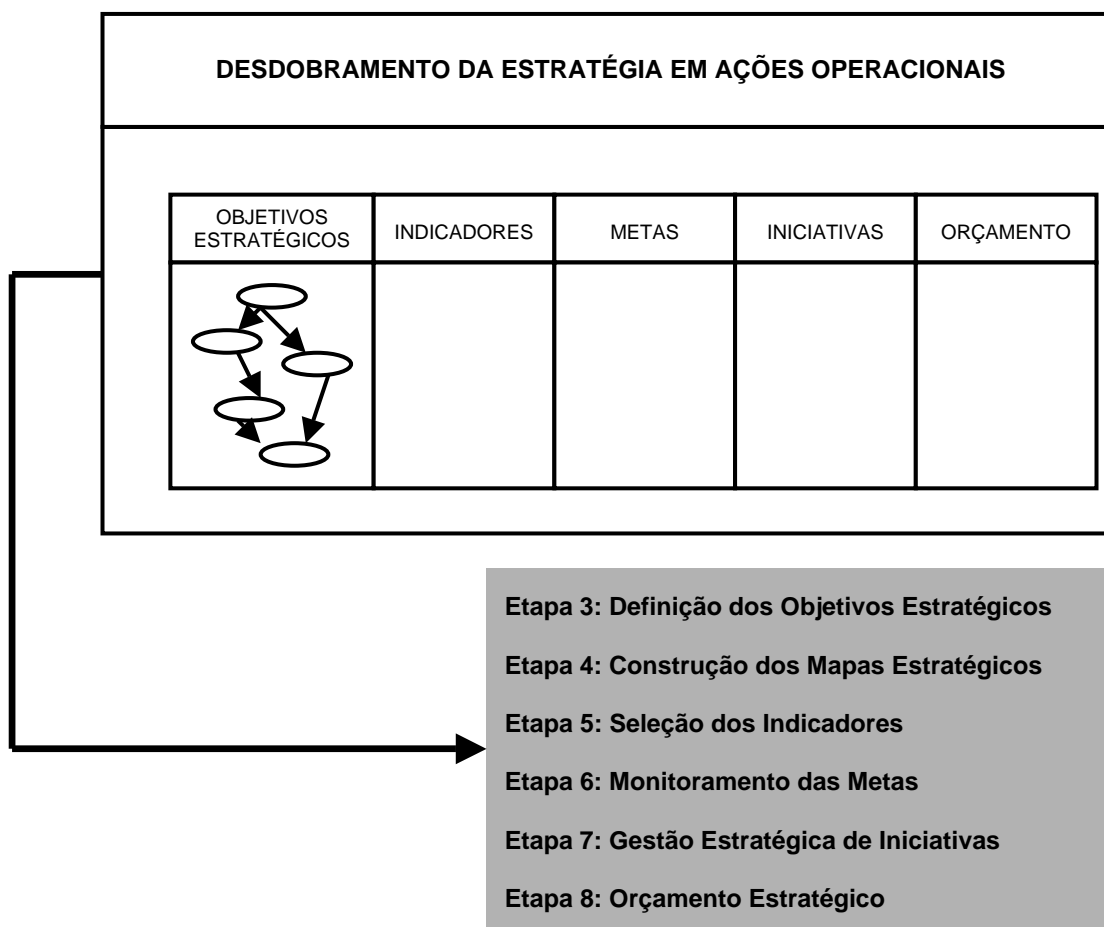 DESDOBRAMENTO DA ESTRATÉGIA EM AÇÕES OPERACIONAIS
OBJETIVOS
ESTRATÉGICOS
INDICADORES
METAS
INICIATIVAS
ORÇAMENTO
Etapa 3: Definição dos Objetivos Estratégicos
Etapa 4: Construção dos Mapas Estratégicos
Etapa 5: Seleção dos Indicadores
Etapa 6: Monitoramento das Metas
Etapa 7: Gestão Estratégica de Iniciativas
Etapa 8: Orçamento Estratégico